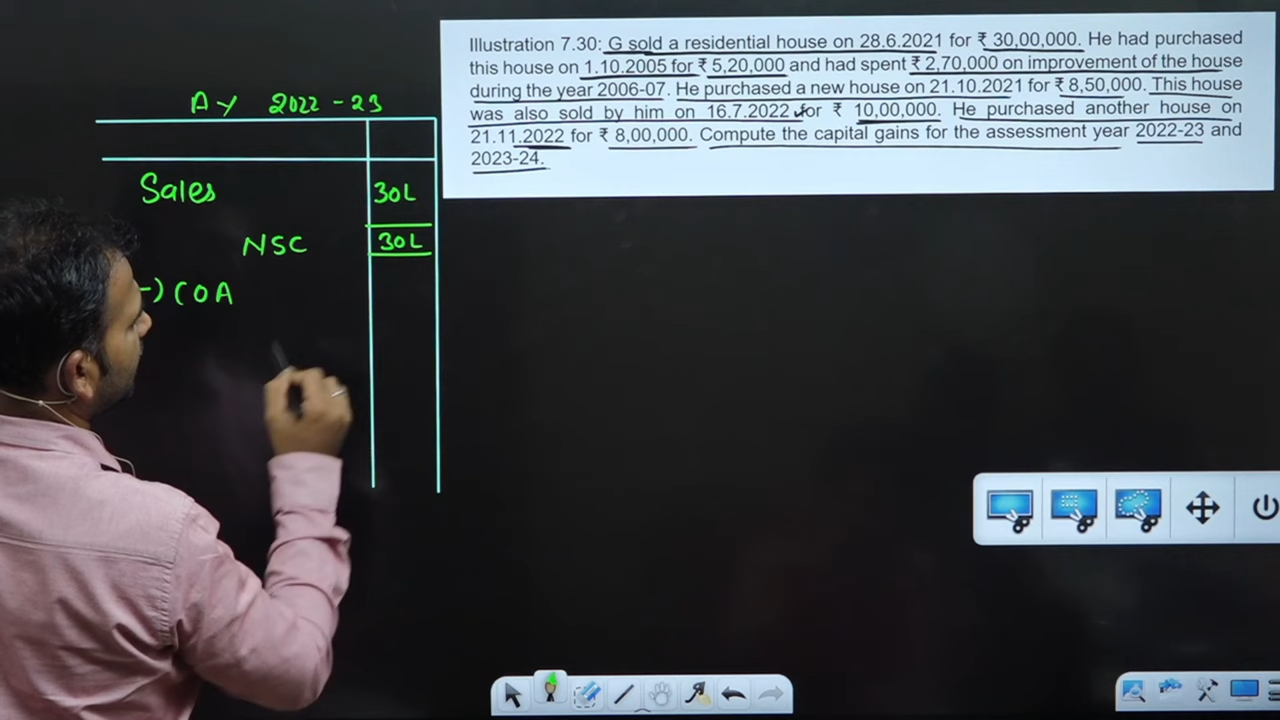 Illustration 7.30: G sold a residential house on 28.6.2021 for ₹ 30,00,000. He had purchased
this house on 1.10.2005 for ₹ 5,20,000 and had spent ₹ 2,70,000 on improvement of the house
during the year 2006-07. He purchased a new house on 21.10.2021 for ₹ 8,50,000. This house
was also sold by him on 16.7.2022 for ₹ 10,00,000. He purchased another house on
21.11.2022 for ₹ 8,00,000. Compute the capital gains for the assessment year 2022-23 and
2023-24.
AY 2022-23
Sales 30L
NSC 30L
-) COA